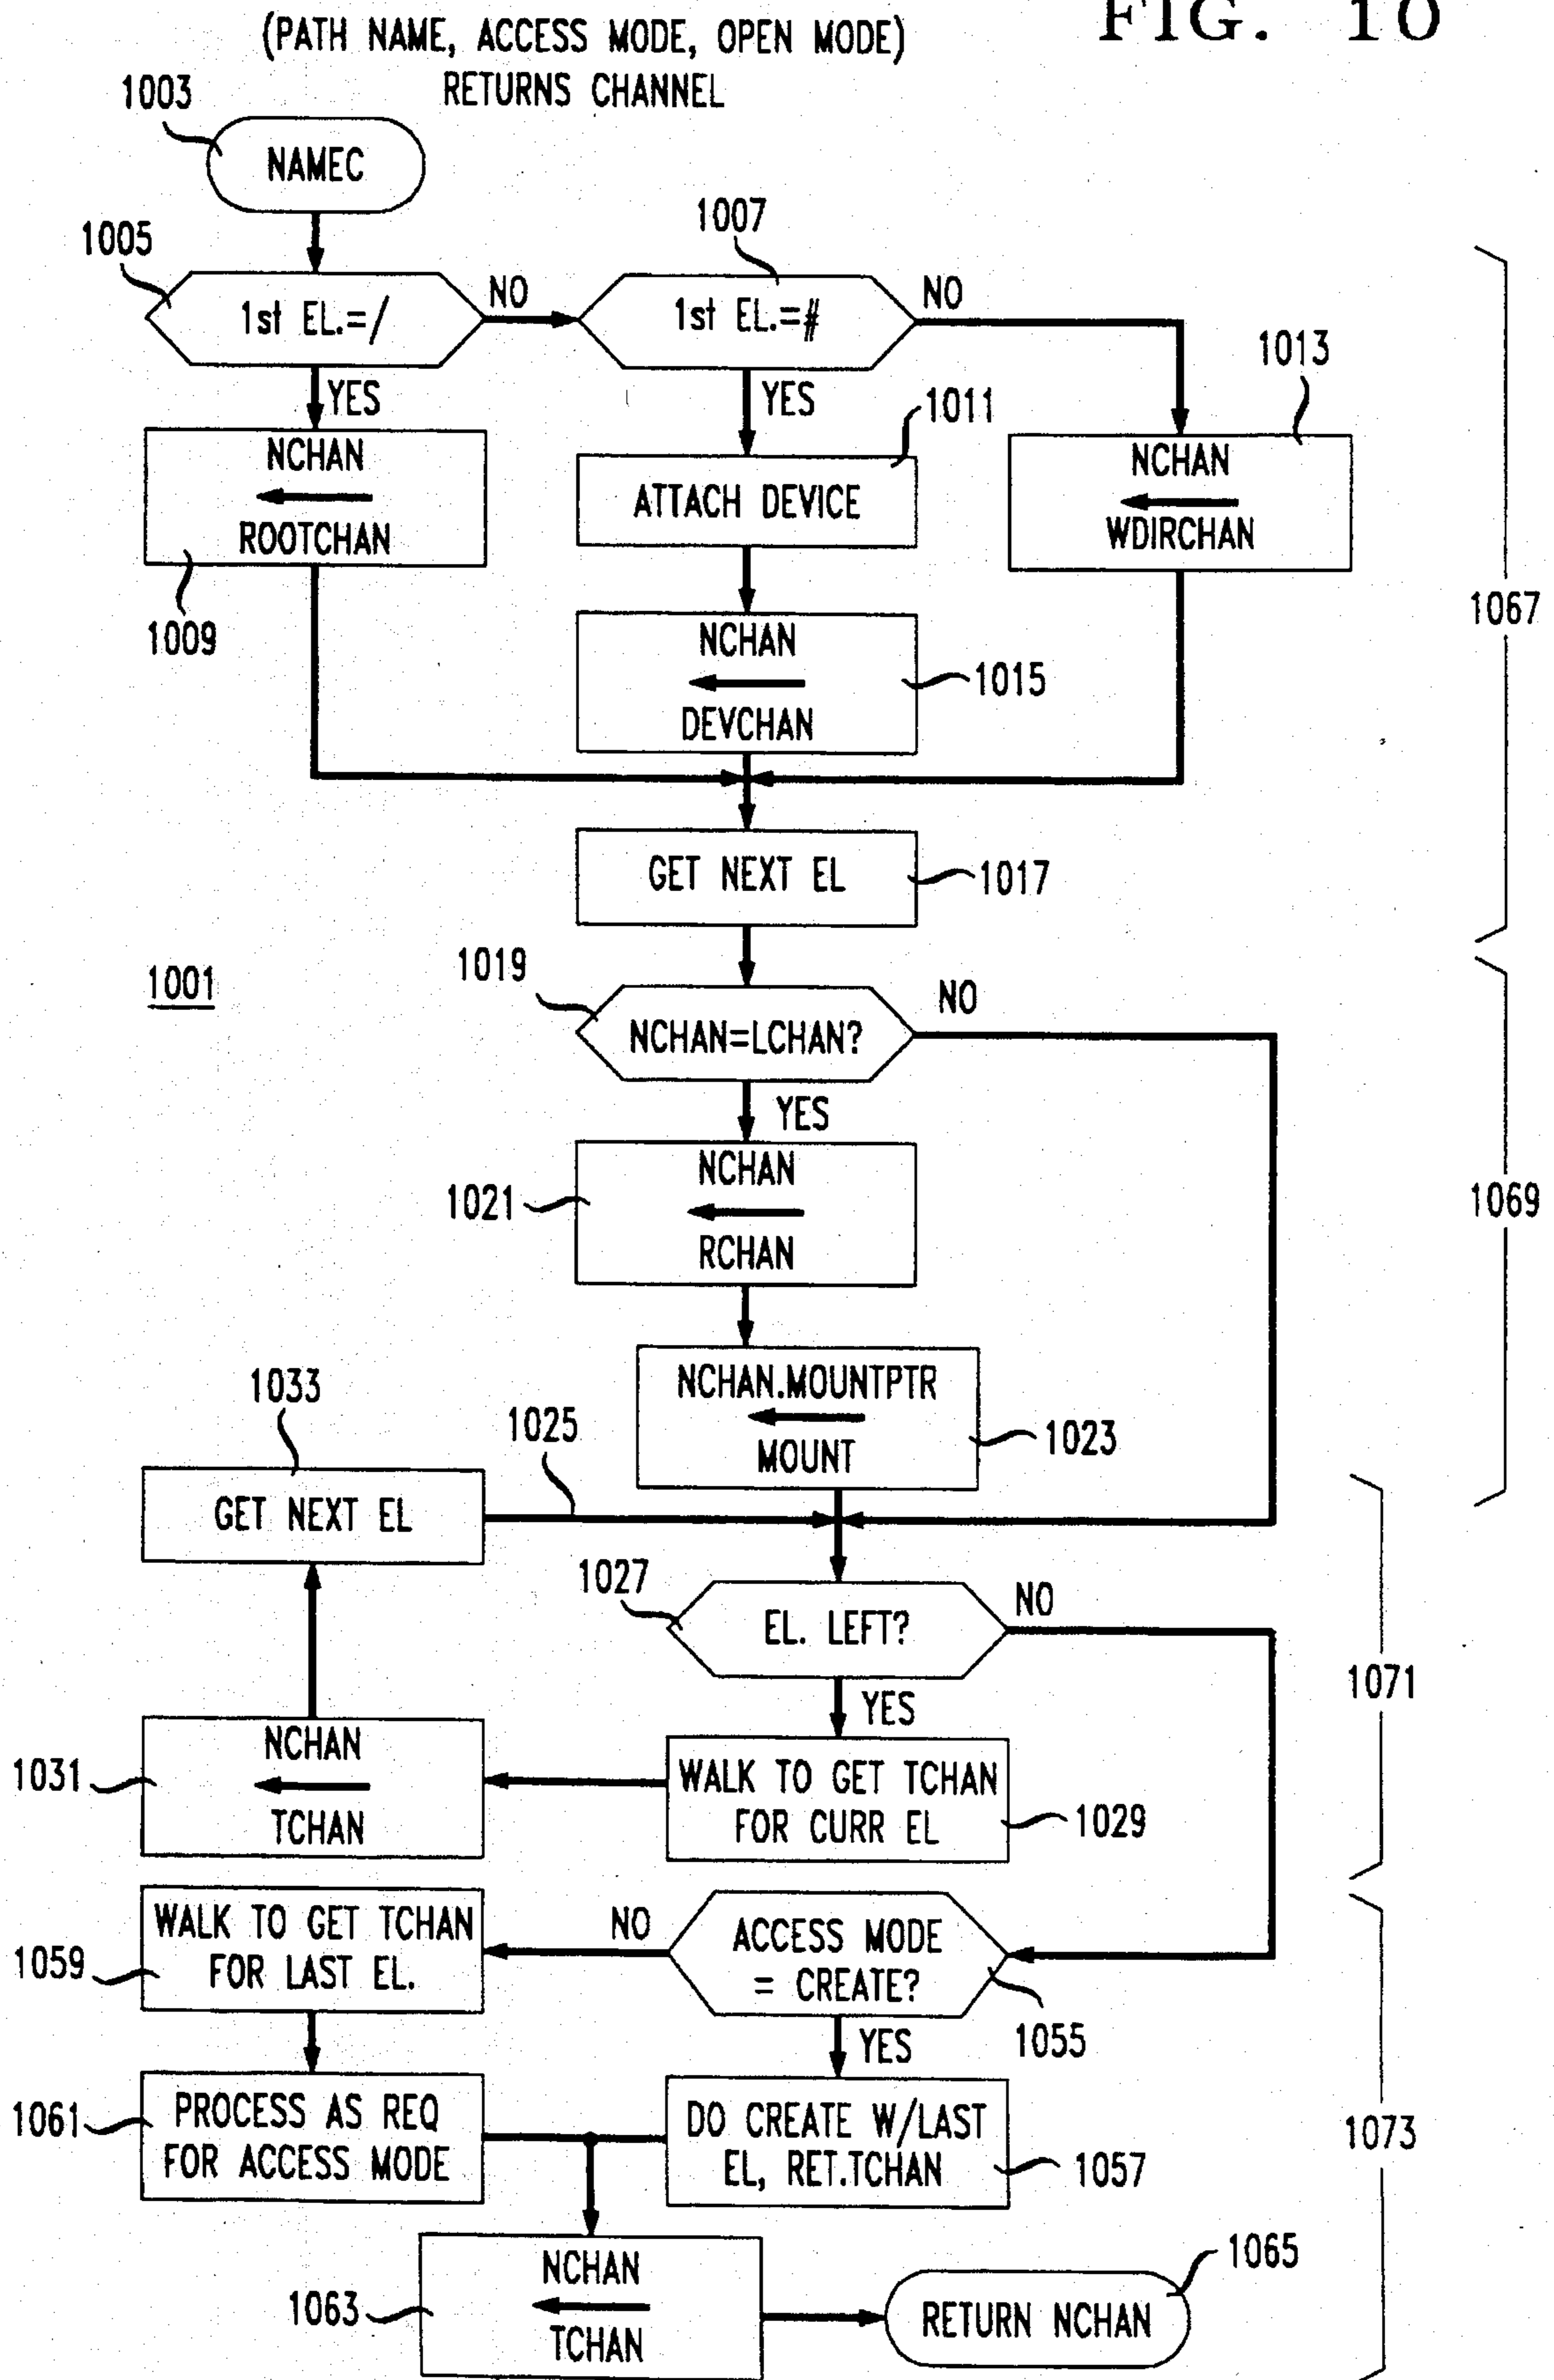 FIG. 10
(PATH NAME, ACCESS MODE, OPEN MODE)
RETURNS CHANNEL
1003
NAMEC
1005
1st EL.=/
NO
1007
1st EL.=#
NO
YES
YES
1009
NCHAN
ROOTCHAN
1011
ATTACH DEVICE
1013
NCHAN
WDIRCHAN
NCHAN
DEVCHAN
1015
1067
GET NEXT EL
1017
1001
1019
NCHAN=LCHAN?
NO
YES
1021
NCHAN
RCHAN
1069
NCHAN.MOUNTPTR
MOUNT
1023
1033
GET NEXT EL
1025
1027
EL. LEFT?
NO
YES
1071
1031
NCHAN
TCHAN
WALK TO GET TCHAN
FOR CURR EL
1029
1059
WALK TO GET TCHAN
FOR LAST EL.
NO
ACCESS MODE
= CREATE?
1055
YES
1061
PROCESS AS REQ
FOR ACCESS MODE
DO CREATE W/LAST
EL, RET.TCHAN
1057
1073
1063
NCHAN
TCHAN
1065
RETURN NCHAN